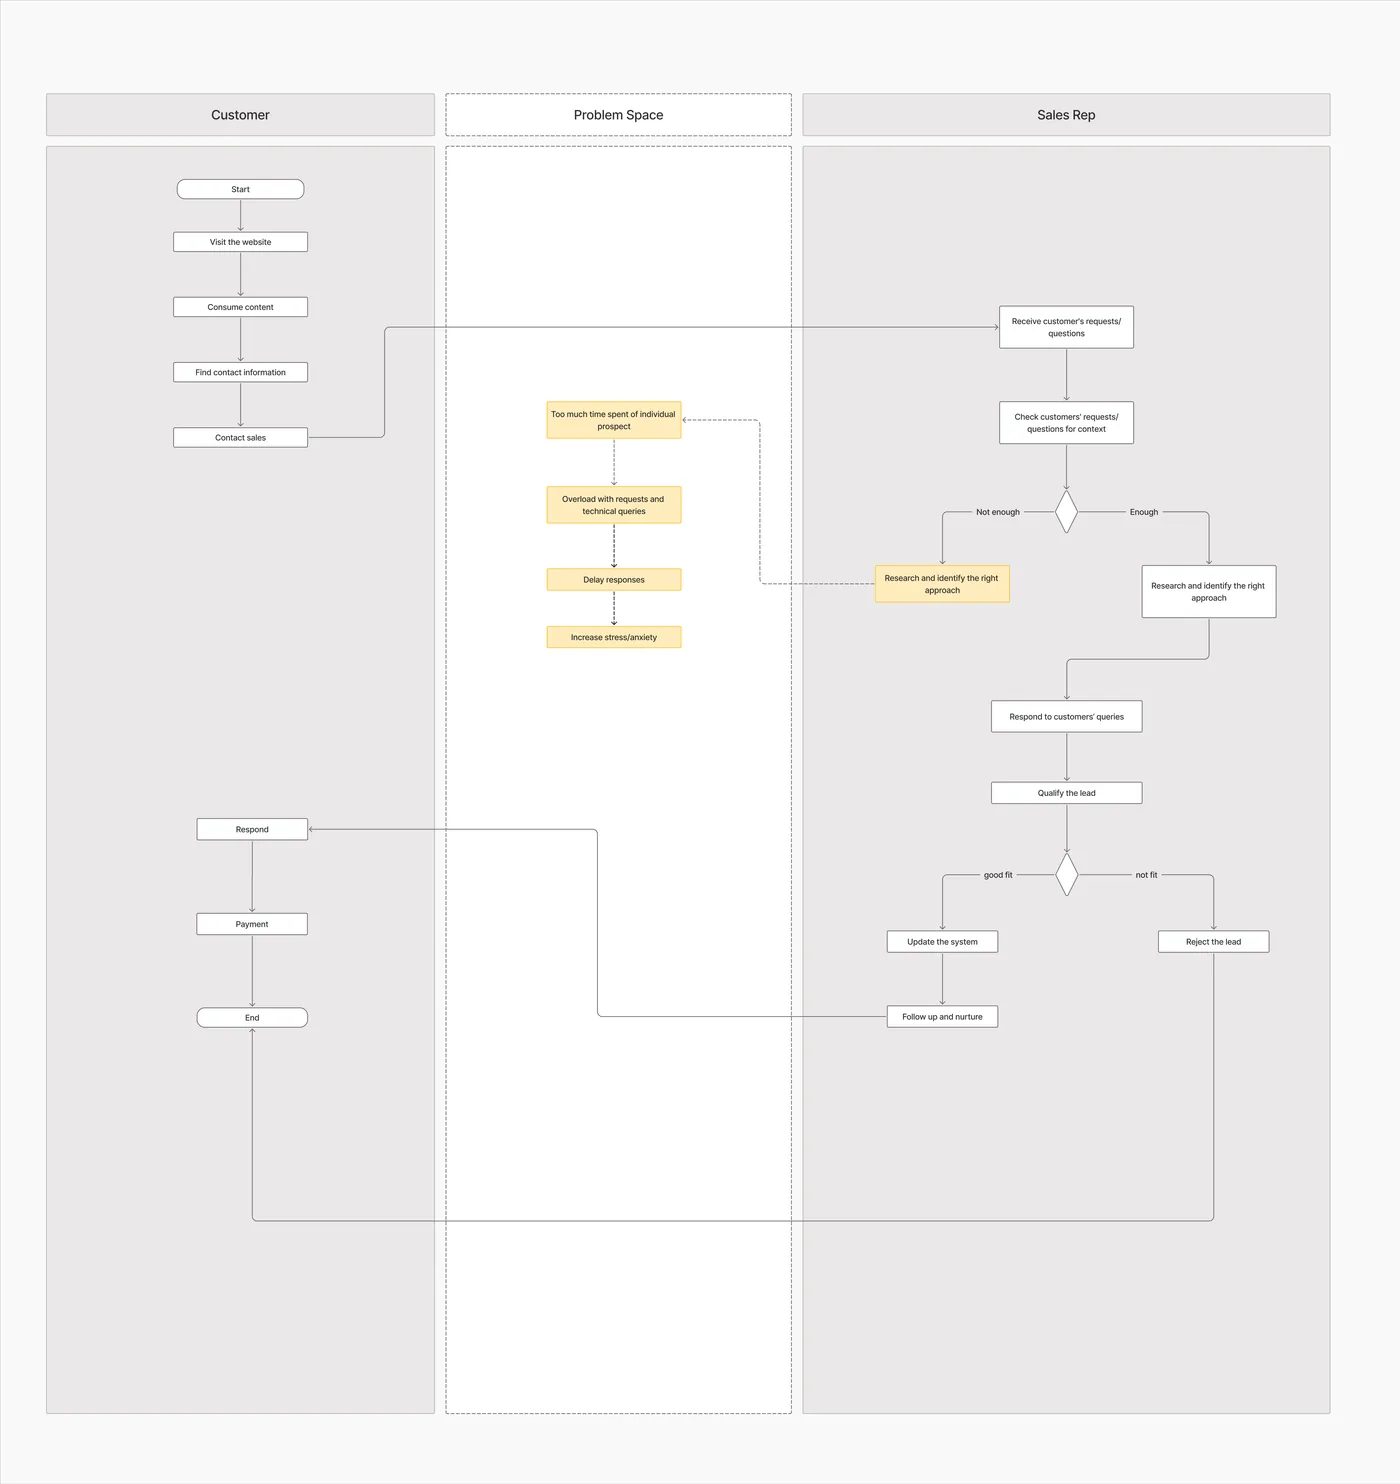 Customer
Problem Space
Sales Rep
Start
Visit the website
Consume content
Find contact information
Contact sales
Receive customer's requests/
questions
Check customers' requests/
questions for context
Not enough
Enough
Research and identify the right
approach
Research and identify the right
approach
Too much time spent of individual
prospect
Overload with requests and
technical queries
Delay responses
Increase stress/anxiety
Respond to customers' queries
Qualify the lead
good fit
not fit
Update the system
Reject the lead
Follow up and nurture
Respond
Payment
End